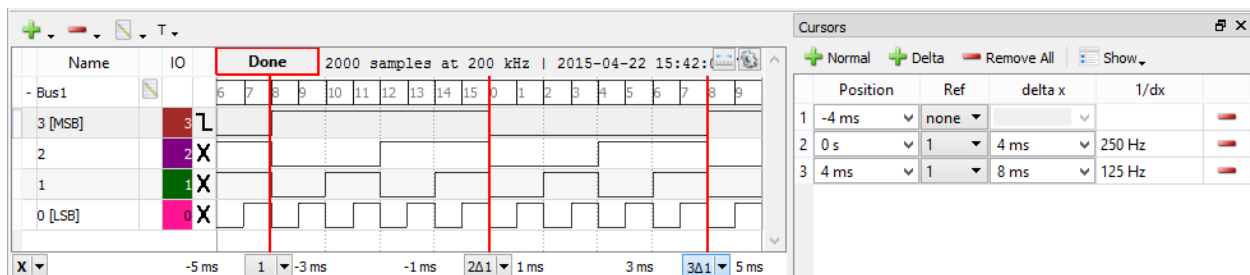 T
Name IO Done 2000 samples at 200 kHz | 2015-04-22 15:42:
- Bus1 6 7 8 9 10 11 12 13 14 15 0 1 2 3 4 5 6 7 8 9
3 [MSB] 3
2 2 X
1 1 X
0 [LSB] 0 X
X -5 ms 1 -3 ms -1 ms 2Δ1 1 ms 3 ms 3Δ1 5 ms
Cursors
Normal Delta Remove All Show
Position Ref delta x 1/dx
1 -4 ms none
2 0 s 1 4 ms 250 Hz
3 4 ms 1 8 ms 125 Hz